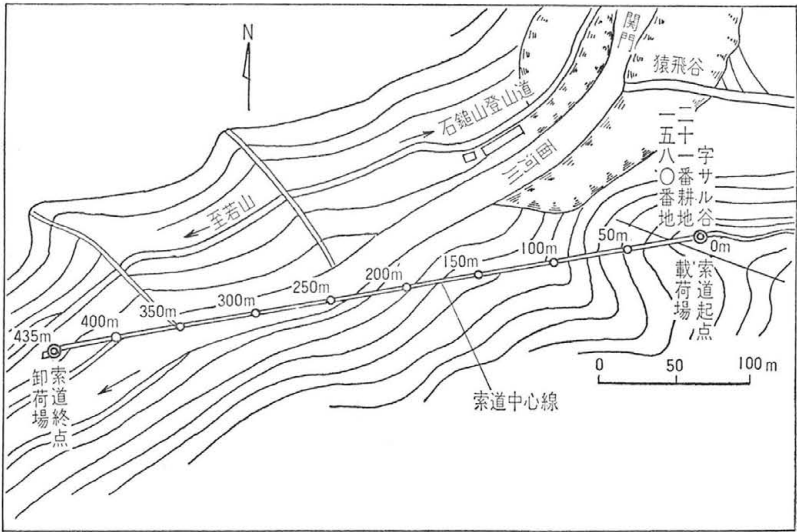 N
関門
猿飛谷
石鎚山登山道
面河川
至若山
字サル谷
二十一番耕地
一五八〇番地
索道起点
載荷場
0m
50m
100m
150m
200m
250m
300m
350m
400m
435m
索道終点
卸荷場
索道中心線
0 50 100 m